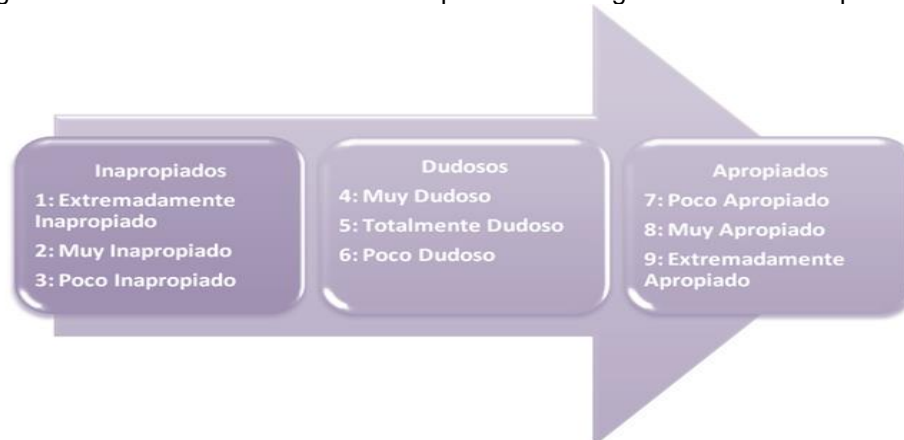 Inapropiados
1: Extremadamente
Inapropiado
2: Muy Inapropiado
3: Poco Inapropiado
Dudosos
4: Muy Dudoso
5: Totalmente Dudoso
6: Poco Dudoso
Apropiados
7: Poco Apropiado
8: Muy Apropiado
9: Extremadamente
Apropiado